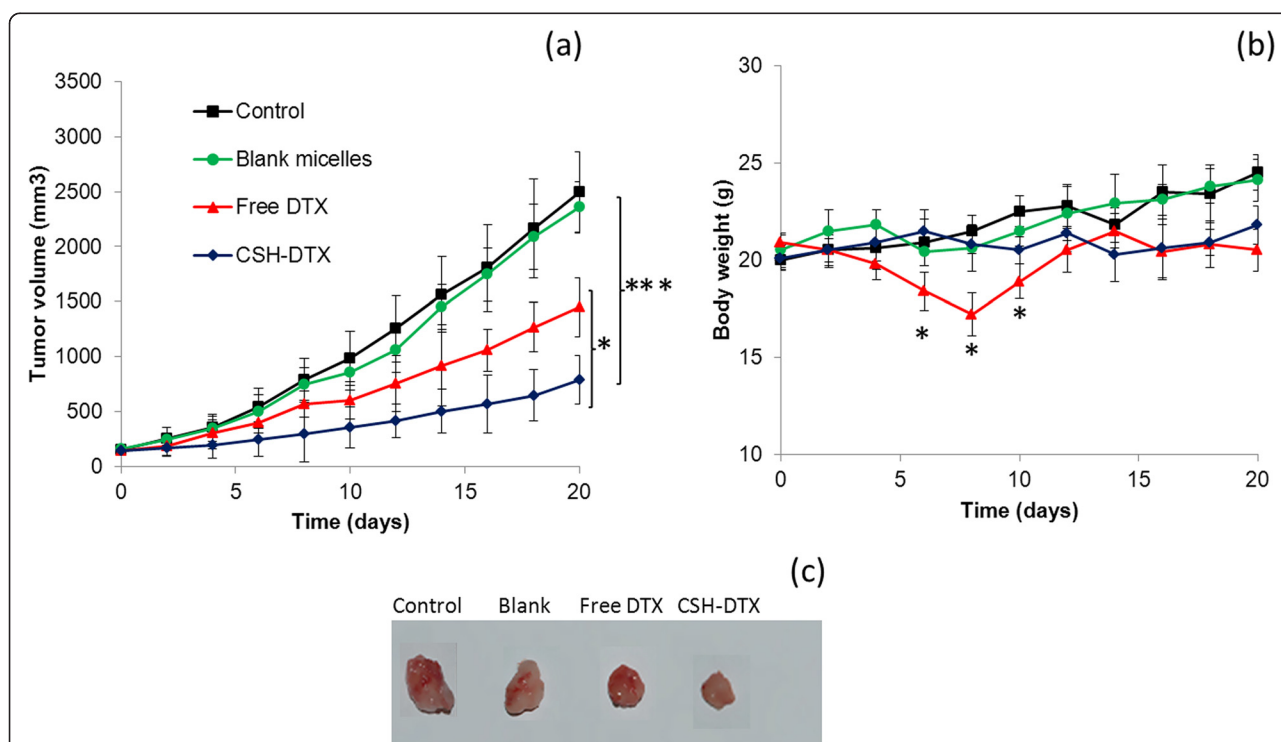 (a)
3500
3000
2500
2000
1500
1000
500
0
Tumor volume (mm3)
Control
Blank micelles
Free DTX
CSH-DTX
***
*
0 5 10 15 20
Time (days)
(b)
30
25
20
15
10
Body weight (g)
* * *
0 5 10 15 20
Time (days)
(c)
Control Blank Free DTX CSH-DTX